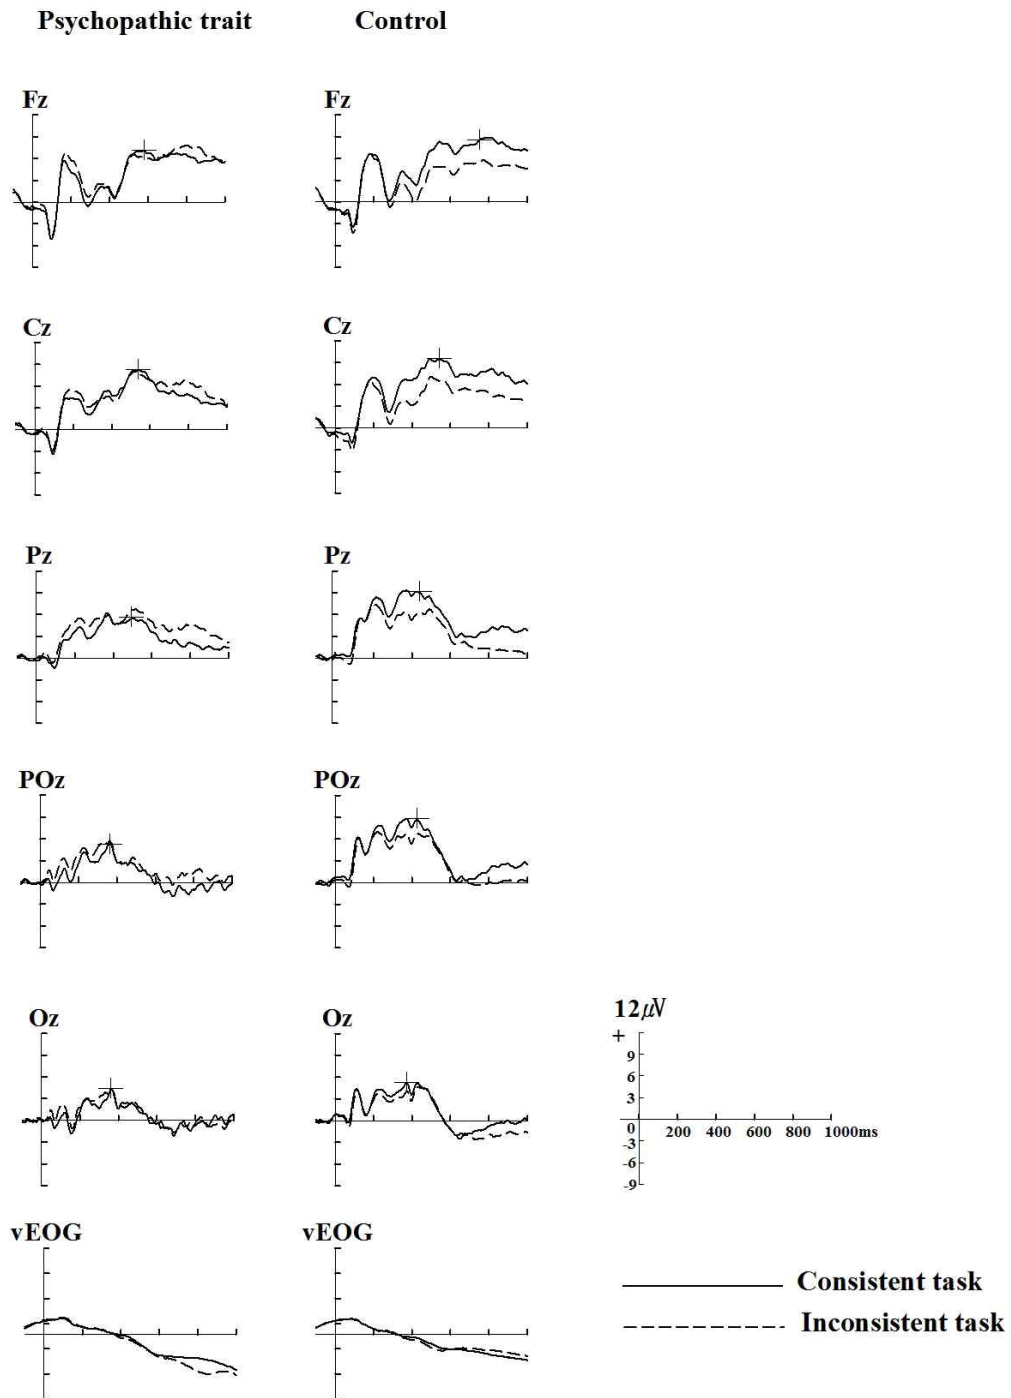 Psychopathic trait Control
Fz Fz
Cz Cz
Pz Pz
POz POz
Oz Oz
12μV
+
9
6
3
0
200 400 600 800 1000ms
-3
-6
-9
vEOG vEOG
Consistent task
Inconsistent task